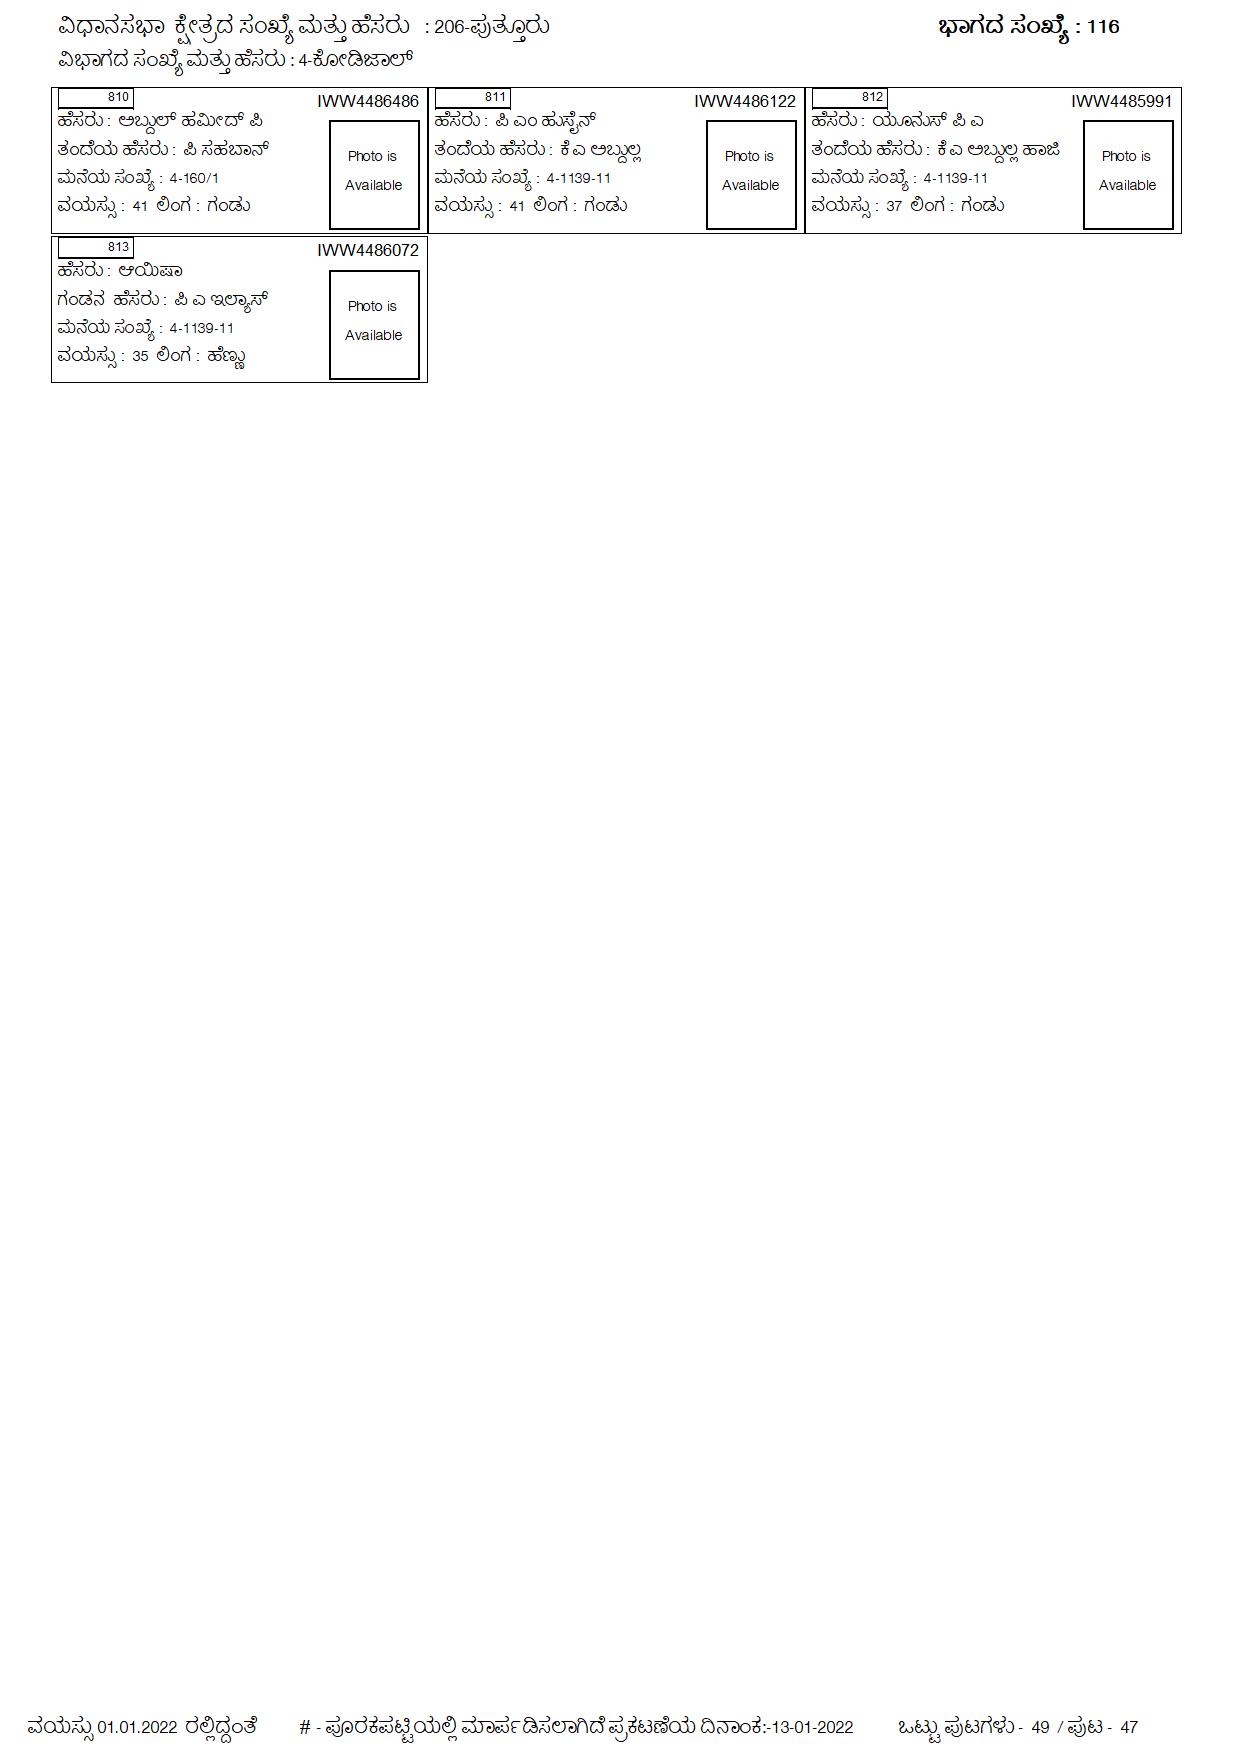 ವಿಧಾನಸಭಾ ಕ್ಷೇತ್ರದ ಸಂಖ್ಯೆ ಮತ್ತು ಹೆಸರು : 206-ಪುತ್ತೂರು ಭಾಗದ ಸಂಖ್ಯೆ : 116
ವಿಭಾಗದ ಸಂಖ್ಯೆ ಮತ್ತು ಹೆಸರು : 4-ಕೋಡಿಜಾಲ್
810 IWW4486486
ಹೆಸರು : ಅಬ್ದುಲ್ ಹಮೀದ್ ಪಿ
ತಂದೆಯ ಹೆಸರು : ಪಿ ಸಹಬಾನ್
ಮನೆಯ ಸಂಖ್ಯೆ : 4-160/1
ವಯಸ್ಸು : 41 ಲಿಂಗ : ಗಂಡು
Photo is
Available
811 IWW4486122
ಹೆಸರು : ಪಿ ಎಂ ಹುಸೈನ್
ತಂದೆಯ ಹೆಸರು : ಕೆ ಎ ಅಬ್ದುಲ್ಲ
ಮನೆಯ ಸಂಖ್ಯೆ : 4-1139-11
ವಯಸ್ಸು : 41 ಲಿಂಗ : ಗಂಡು
Photo is
Available
812 IWW4485991
ಹೆಸರು : ಯೂನುಸ್ ಪಿ ಎ
ತಂದೆಯ ಹೆಸರು : ಕೆ ಎ ಅಬ್ದುಲ್ಲ ಹಾಜಿ
ಮನೆಯ ಸಂಖ್ಯೆ : 4-1139-11
ವಯಸ್ಸು : 37 ಲಿಂಗ : ಗಂಡು
Photo is
Available
813 IWW4486072
ಹೆಸರು : ಆಯಿಷಾ
ಗಂಡನ ಹೆಸರು : ಪಿ ಎ ಇಲ್ಯಾಸ್
ಮನೆಯ ಸಂಖ್ಯೆ : 4-1139-11
ವಯಸ್ಸು : 35 ಲಿಂಗ : ಹೆಣ್ಣು
Photo is
Available
ವಯಸ್ಸು 01.01.2022 ರಲ್ಲಿದ್ದಂತೆ # - ಪೂರಕಪಟ್ಟಿಯಲ್ಲಿ ಮಾರ್ಪಡಿಸಲಾಗಿದೆ ಪ್ರಕಟಣೆಯ ದಿನಾಂಕ:-13-01-2022 ಒಟ್ಟು ಪುಟಗಳು - 49 / ಪುಟ - 47